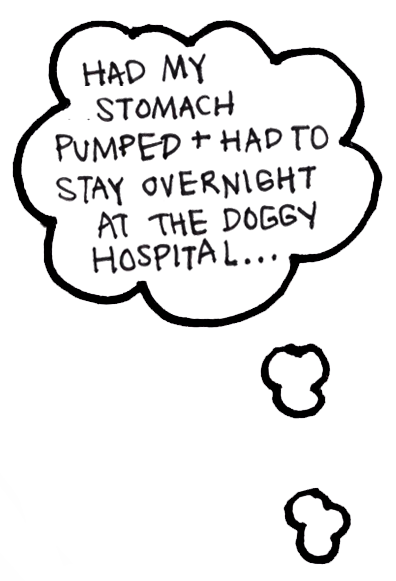 HAD MY
STOMACH
PUMPED + HAD TO
STAY OVERNIGHT
AT THE DOGGY
HOSPITAL...